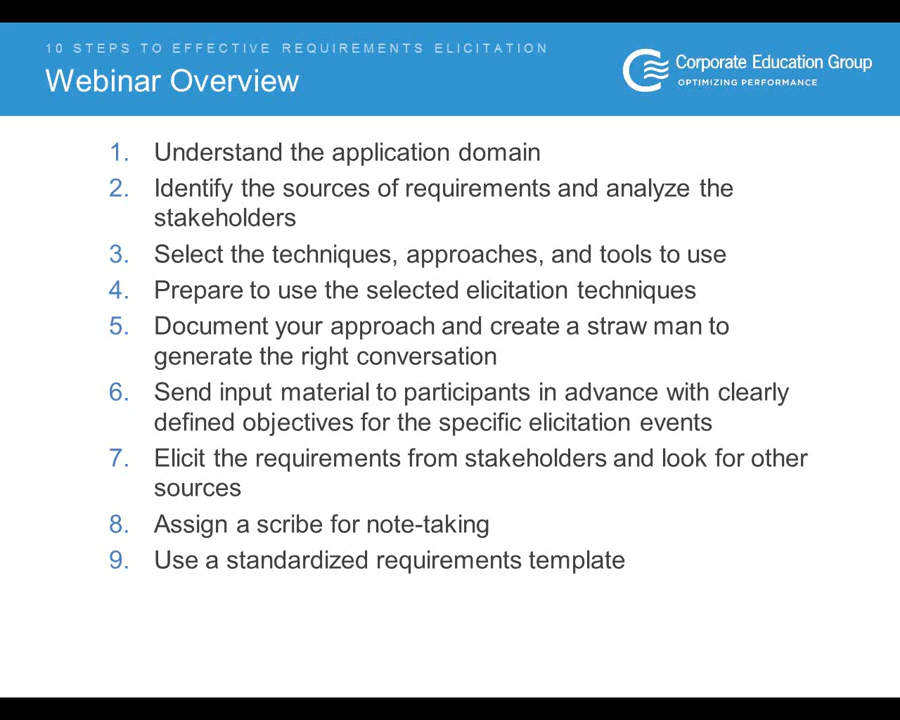 10 STEPS TO EFFECTIVE REQUIREMENTS ELICITATION
Webinar Overview
Corporate Education Group
OPTIMIZING PERFORMANCE
1. Understand the application domain
2. Identify the sources of requirements and analyze the
stakeholders
3. Select the techniques, approaches, and tools to use
4. Prepare to use the selected elicitation techniques
5. Document your approach and create a straw man to
generate the right conversation
6. Send input material to participants in advance with clearly
defined objectives for the specific elicitation events
7. Elicit the requirements from stakeholders and look for other
sources
8. Assign a scribe for note-taking
9. Use a standardized requirements template